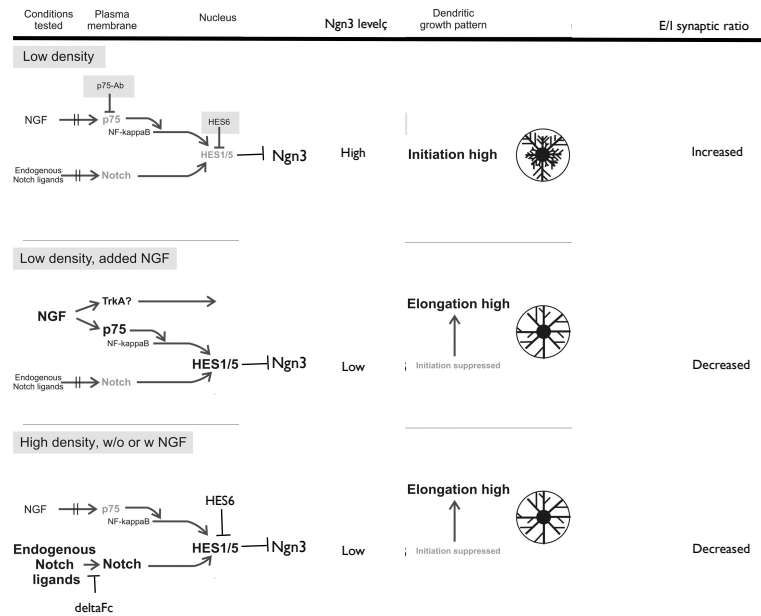 Conditions tested
Plasma membrane
Nucleus
Ngn3 levelç
Dendritic growth pattern
E/I synaptic ratio
Low density
p75-Ab
NGF
p75
NF-kappaB
HES6
HES1/5
Ngn3
High
Initiation high
Increased
Endogenous
Notch ligands
Notch
Low density, added NGF
TrkA?
NGF
p75
NF-kappaB
HES1/5
Ngn3
Low
Elongation high
Initiation suppressed
Decreased
Endogenous
Notch ligands
Notch
High density, w/o or w NGF
NGF
p75
NF-kappaB
HES6
HES1/5
Ngn3
Low
Elongation high
Initiation suppressed
Decreased
Endogenous
Notch
ligands
Notch
deltaFc